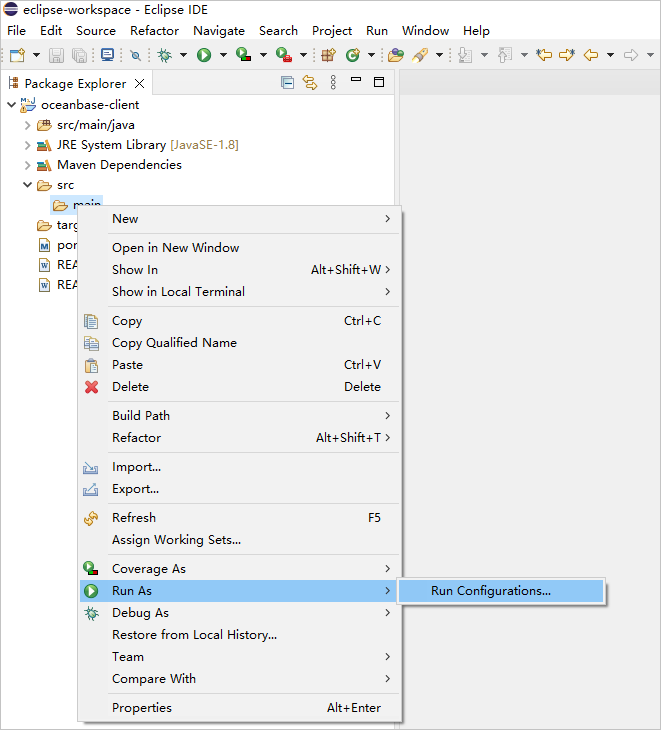 eclipse-workspace - Eclipse IDE
File Edit Source Refactor Navigate Search Project Run Window Help
Package Explorer
oceanbase-client
src/main/java
JRE System Library [JavaSE-1.8]
Maven Dependencies
src
main
New
Open in New Window
Show In Alt+Shift+W
Show in Local Terminal
Copy Ctrl+C
Copy Qualified Name
Paste Ctrl+V
Delete Delete
Build Path
Refactor Alt+Shift+T
Import...
Export...
Refresh F5
Assign Working Sets...
Coverage As
Run As
Run Configurations...
Debug As
Restore from Local History...
Team
Compare With
Properties Alt+Enter